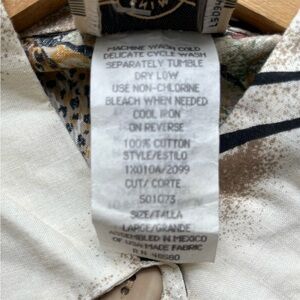 MACHINE WASH COLD
DELICATE CYCLE WASH
SEPARATELY TUMBLE
DRY LOW
USE NON-CHLORINE
BLEACH WHEN NEEDED
COOL IRON
ON REVERSE
100% COTTON
STYLE/ESTILO
1X010A/2099
CUT/ CORTE
501073
SIZE/TALLA
LARGE/GRANDE
ASSEMBLED IN MEXICO
OF USA MADE FABRIC
R.N. 48580